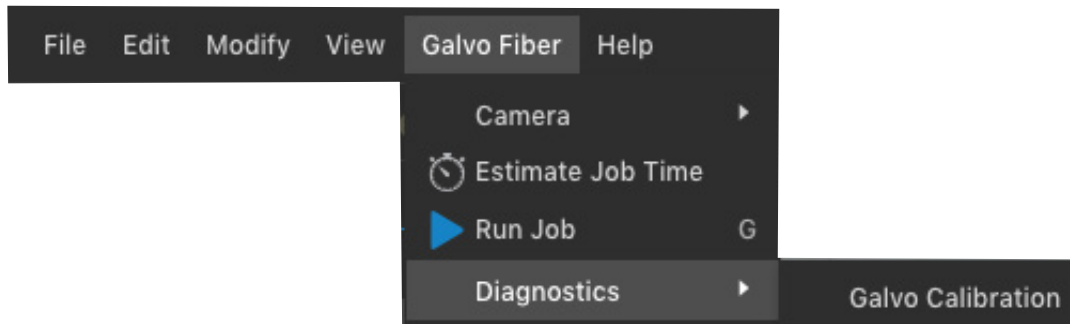 File Edit Modify View Galvo Fiber Help
Camera
Estimate Job Time
Run Job G
Diagnostics
Galvo Calibration